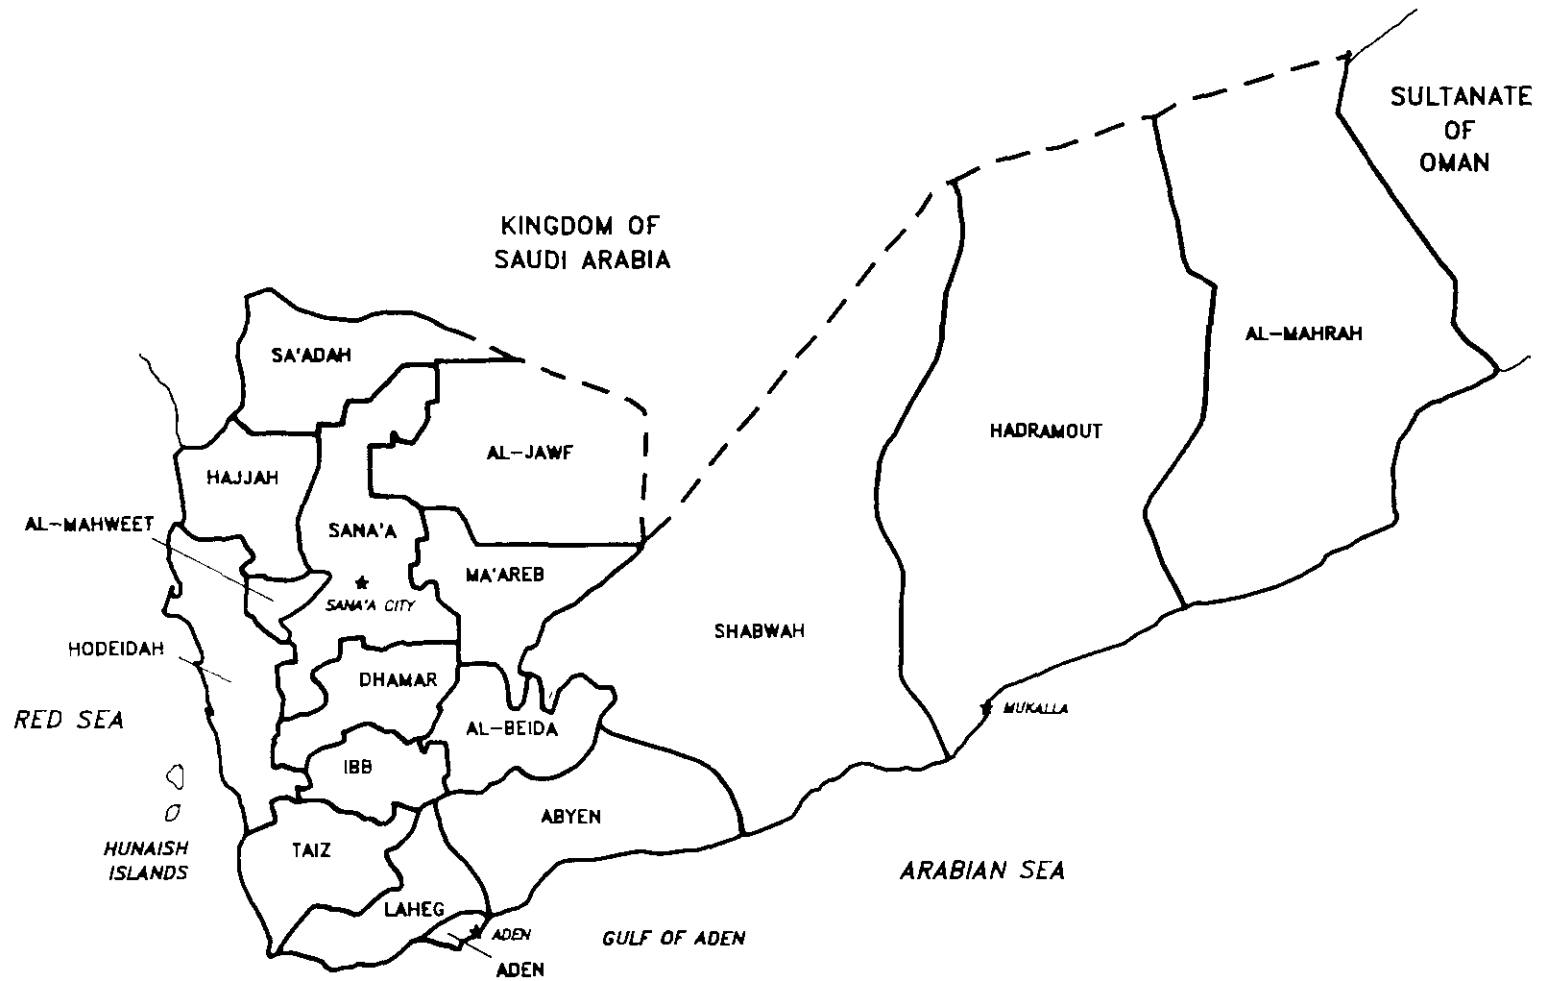 SULTANATE
OF
OMAN
KINGDOM OF
SAUDI ARABIA
SA'ADAH
AL-MAHRAH
HADRAMOUT
AL-JAWF
HAJJAH
AL-MAHWEET
SANA'A
MA'AREB
SANA'A CITY
SHABWAH
HODEIDAH
DHAMAR
MUKALLA
RED SEA
AL-BEIDA
IBB
ABYEN
HUNAISH
ISLANDS
TAIZ
ARABIAN SEA
LAHEG
ADEN
GULF OF ADEN
ADEN